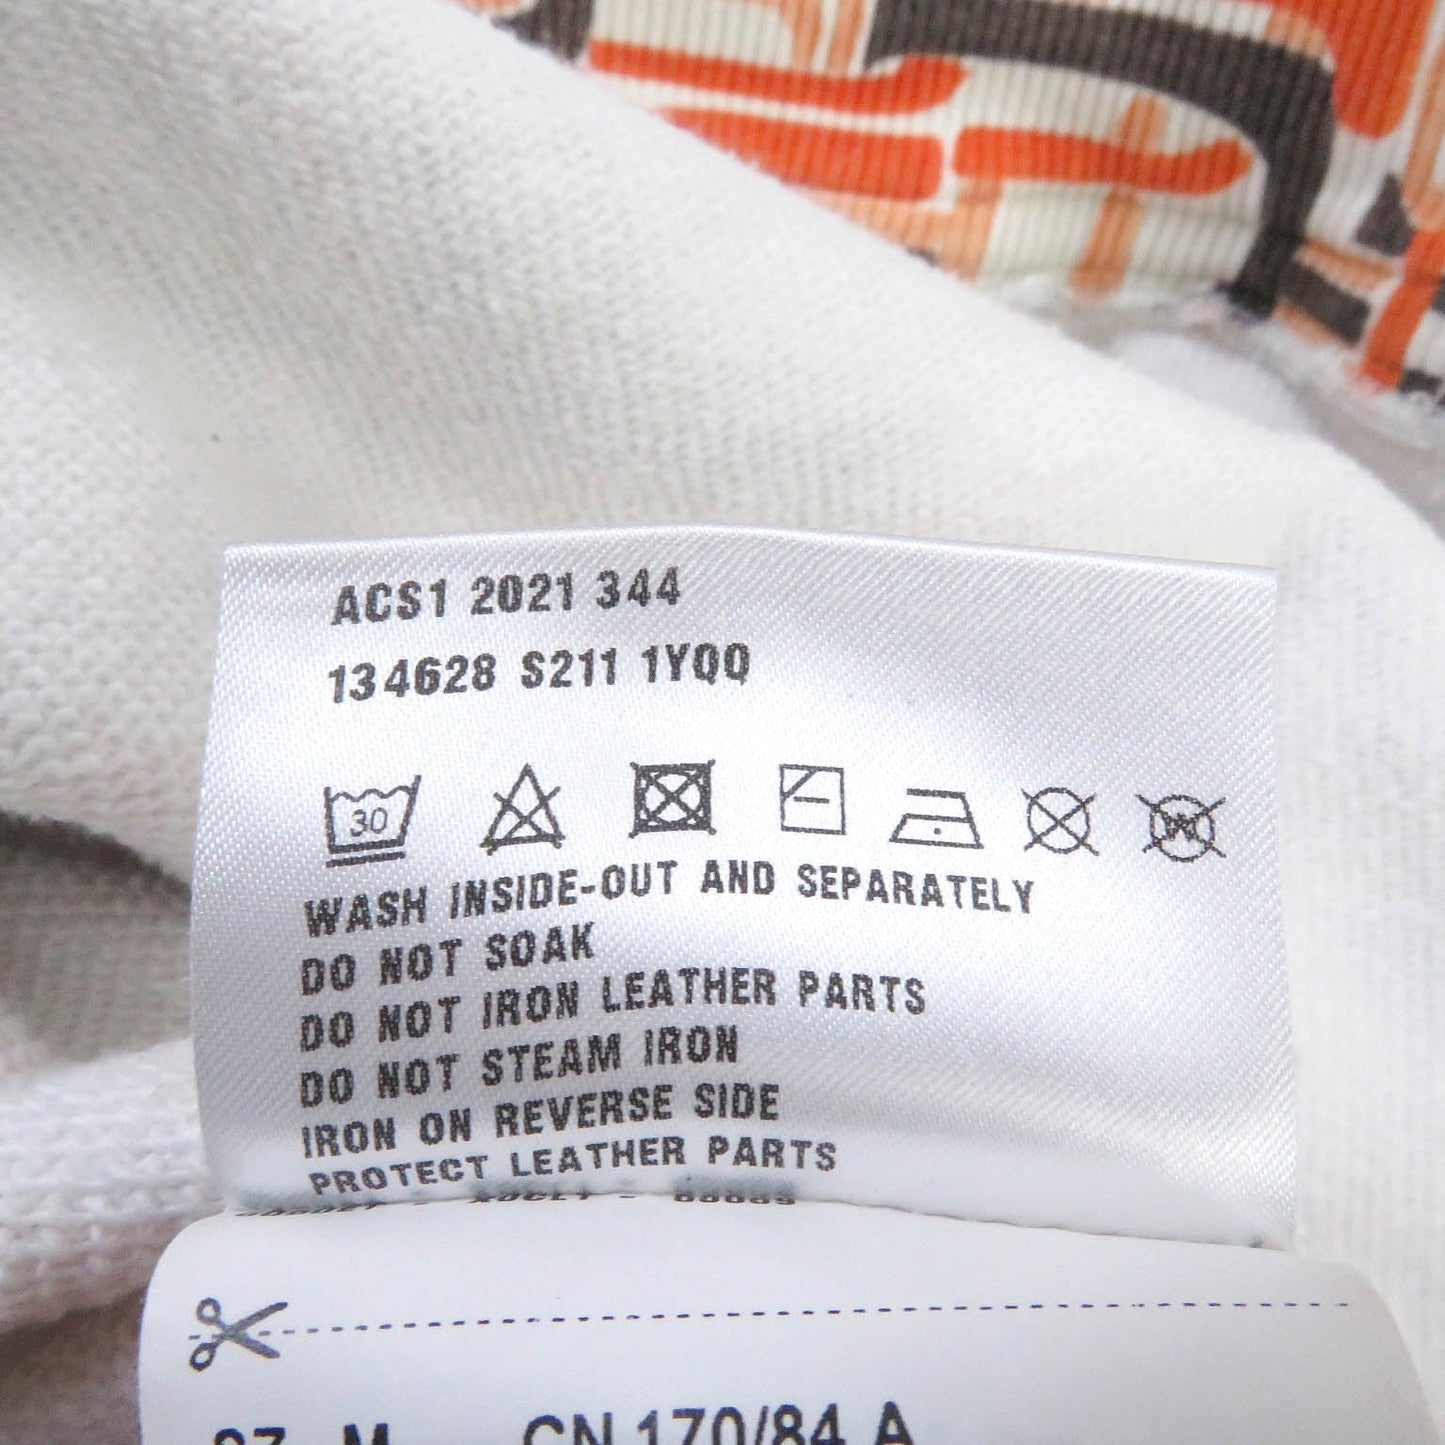 ACS1 2021 344
134628 S211 1YQQ
30
W
WASH INSIDE-OUT AND SEPARATELY
DO NOT SOAK
DO NOT IRON LEATHER PARTS
DO NOT STEAM IRON
IRON ON REVERSE SIDE
PROTECT LEATHER PARTS
M CN 170/84 A